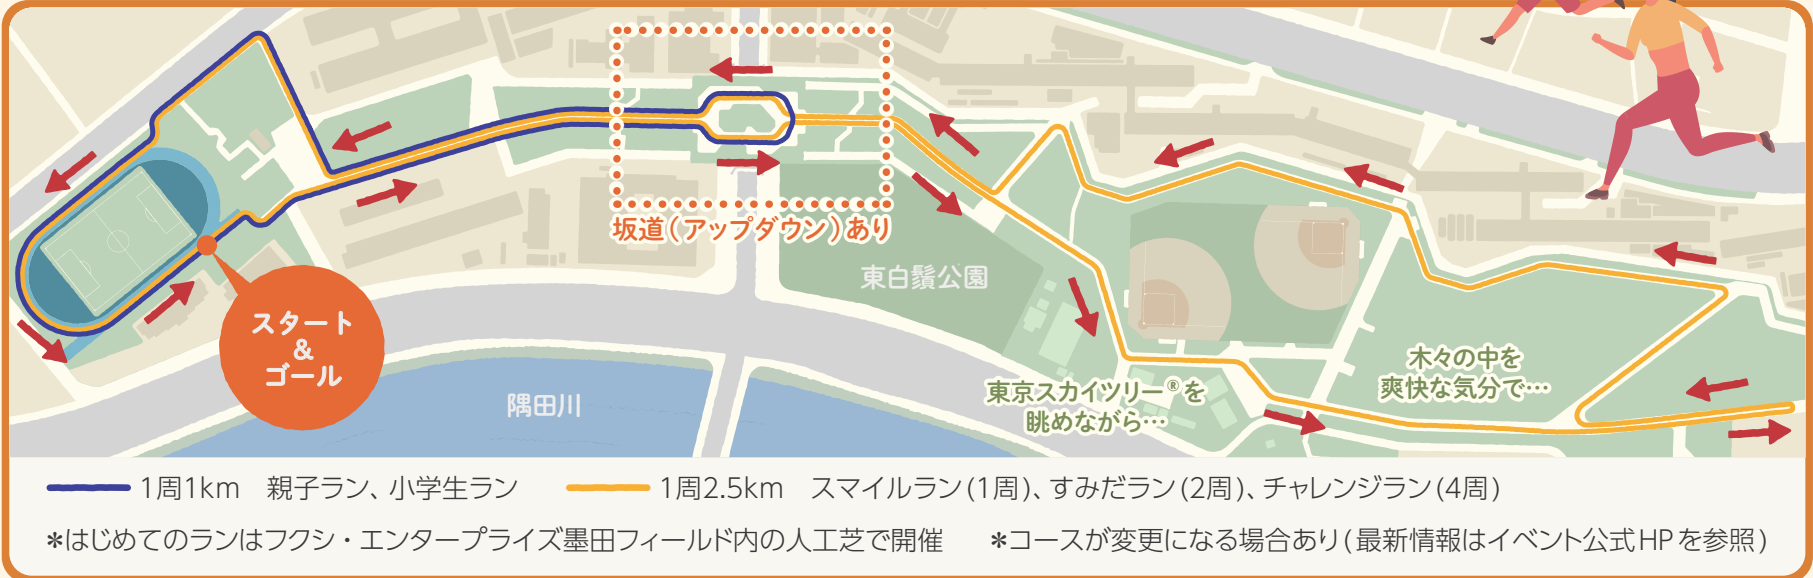 坂道(アップダウン)あり
東白鬚公園
スタート
&
ゴール
隅田川
東京スカイツリー®を
眺めながら…
木々の中を
爽快な気分で…
1周1km 親子ラン、小学生ラン
1周2.5km スマイルラン(1周)、すみだラン(2周)、チャレンジラン(4周)
*はじめてのランはフクシ・エンタープライズ墨田フィールド内の人工芝で開催
*コースが変更になる場合あり(最新情報はイベント公式HPを参照)